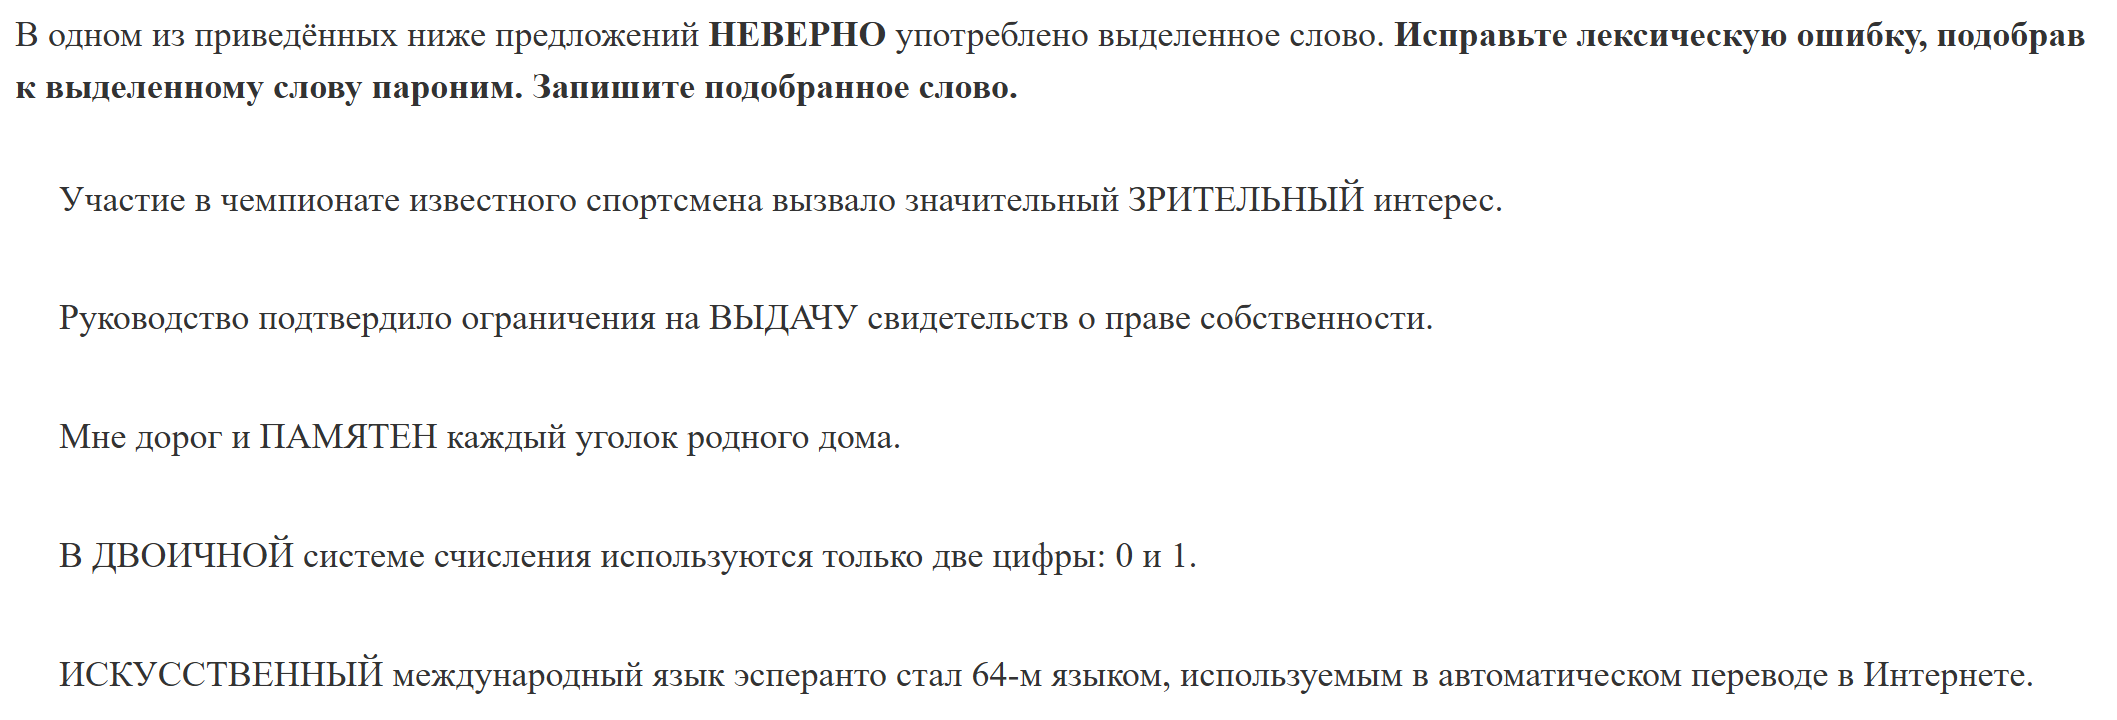 В одном из приведённых ниже предложений НЕВЕРНО употреблено выделенное слово. Исправьте лексическую ошибку, подобрав
к выделенному слову пароним. Запишите подобранное слово.
Участие в чемпионате известного спортсмена вызвало значительный ЗРИТЕЛЬНЫЙ интерес.
Руководство подтвердило ограничения на ВЫДАЧУ свидетельств о праве собственности.
Мне дорог и ПАМЯТЕН каждый уголок родного дома.
В ДВОИЧНОЙ системе счисления используются только две цифры: 0 и 1.
ИСКУССТВЕННЫЙ международный язык эсперанто стал 64-м языком, используемым в автоматическом переводе в Интернете.